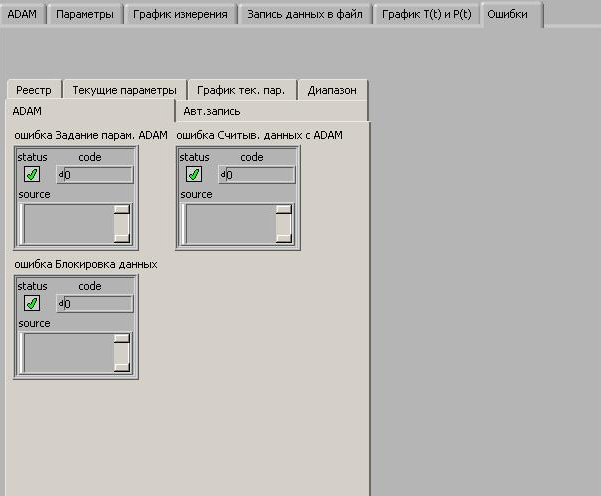 ADAM Параметры График измерения Запись данных в файл График T(t) и P(t) Ошибки
Реестр Текущие параметры График тек. пар. Диапазон
ADAM Авт.запись
ошибка Задание парам. ADAM ошибка Считыв. данных с ADAM
status code status code
d0 d0
source source
ошибка Блокировка данных
status code
d0
source